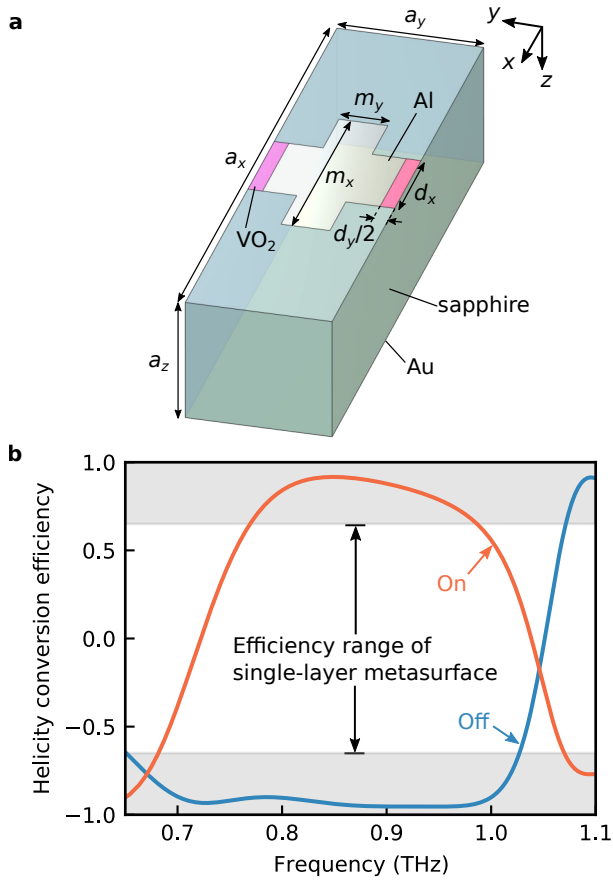 a
a_y
y
x
z
m_y
Al
a_x
m_x
d_x
VO₂
d_y/2
sapphire
a_z
Au
b
Helicity conversion efficiency
1.0
0.5
0.0
−0.5
−1.0
On
Efficiency range of
single-layer metasurface
Off
0.7 0.8 0.9 1.0 1.1
Frequency (THz)